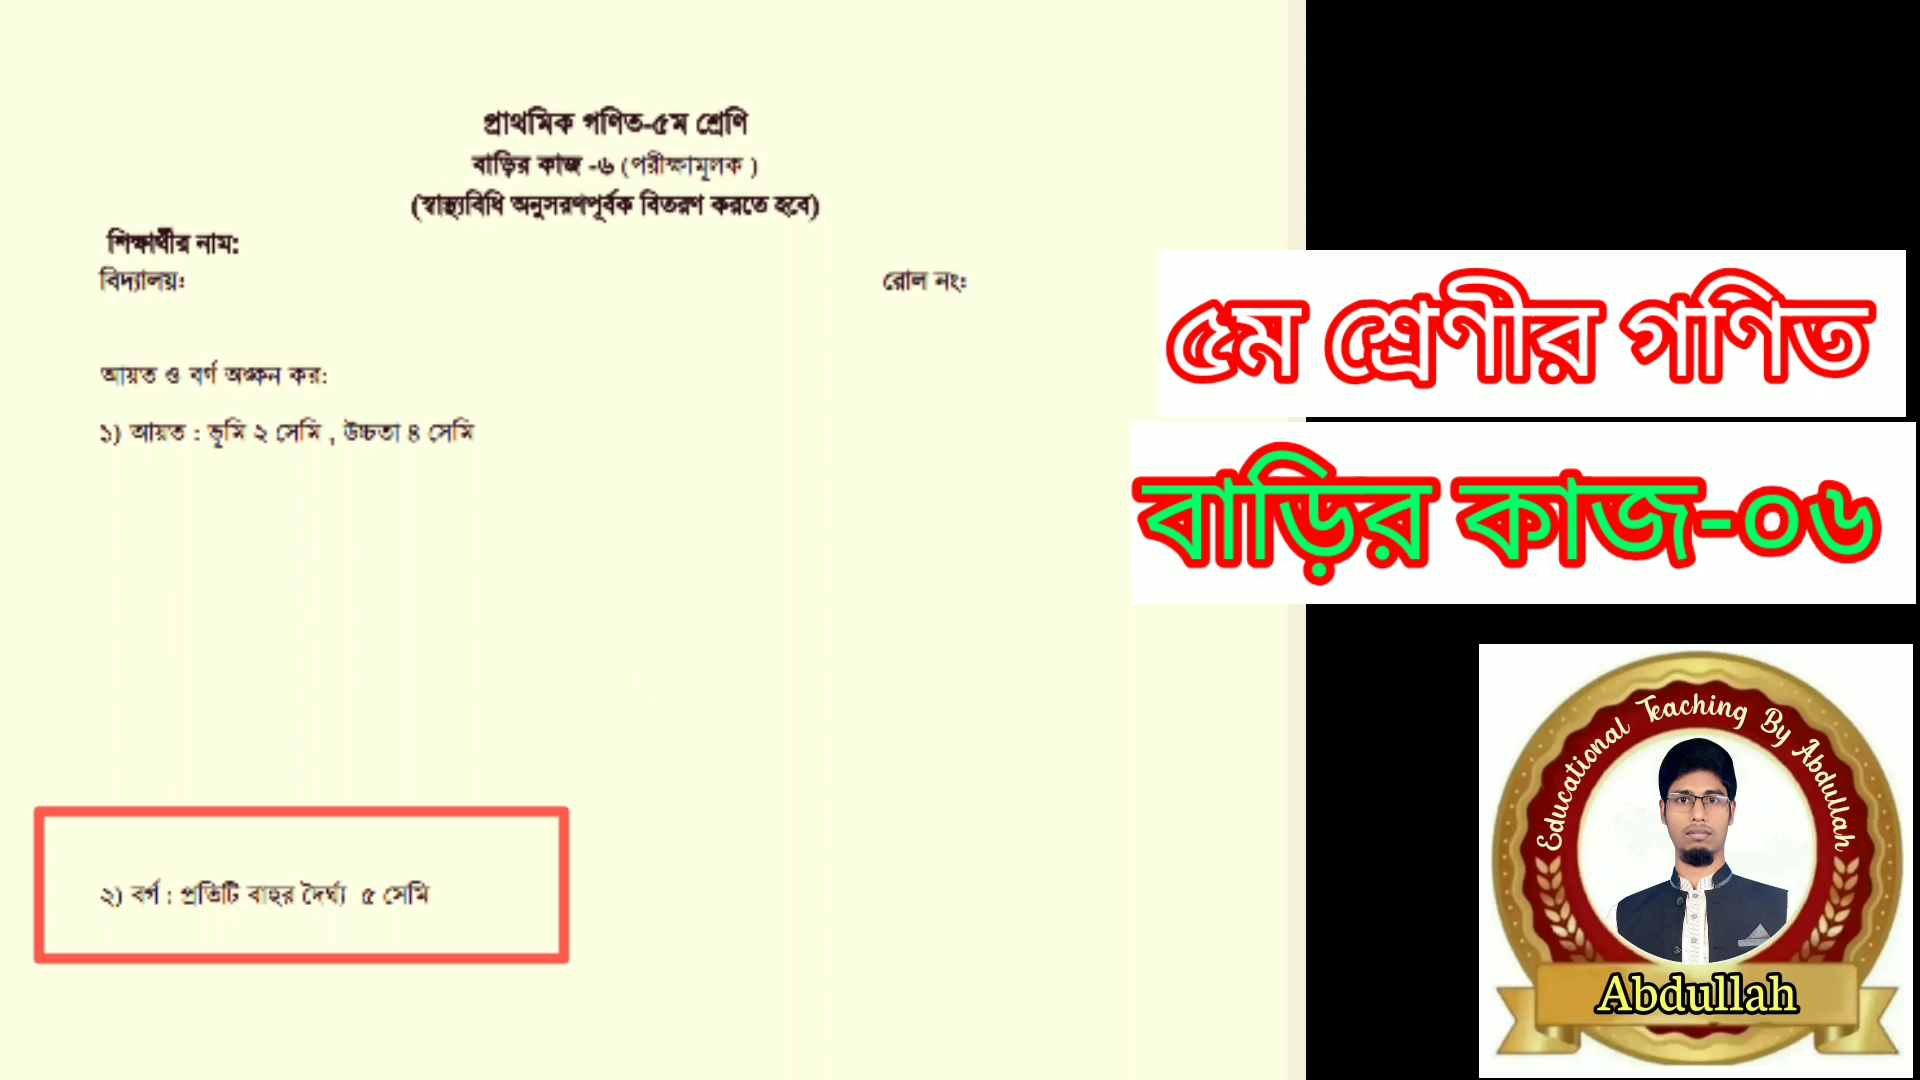 প্রাথমিক গণিত-৫ম শ্রেণি
বাড়ির কাজ -৬ (পরীক্ষামূলক )
(স্বাস্থ্যবিধি অনুসরণপূর্বক বিতরণ করতে হবে)
শিক্ষার্থীর নাম:
বিদ্যালয়ঃ
রোল নং:
আয়ত ও বর্গ অঙ্কন কর:
১) আয়ত : ভূমি ২ সেমি , উচ্চতা ৪ সেমি
২) বর্গ : প্রতিটি বাহুর দৈর্ঘ্য ৫ সেমি
৫ম শ্রেণীর গণিত
বাড়ির কাজ-০৬
Educational Teaching By Abdullah
Abdullah